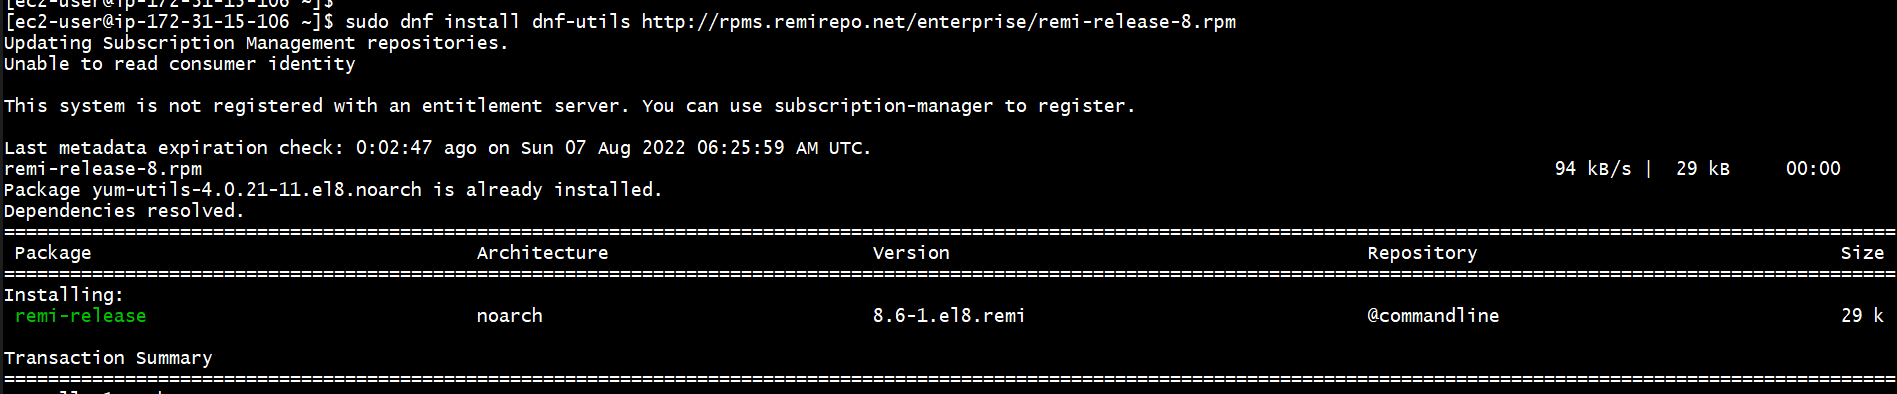 [ec2-user@ip-172-31-15-106 ~]$
[ec2-user@ip-172-31-15-106 ~]$ sudo dnf install dnf-utils http://rpms.remirepo.net/enterprise/remi-release-8.rpm
Updating Subscription Management repositories.
Unable to read consumer identity
This system is not registered with an entitlement server. You can use subscription-manager to register.
Last metadata expiration check: 0:02:47 ago on Sun 07 Aug 2022 06:25:59 AM UTC.
remi-release-8.rpm 94 kB/s | 29 kB 00:00
Package yum-utils-4.0.21-11.el8.noarch is already installed.
Dependencies resolved.
Package Architecture Version Repository Size
Installing:
remi-release noarch 8.6-1.el8.remi @commandline 29 k
Transaction Summary